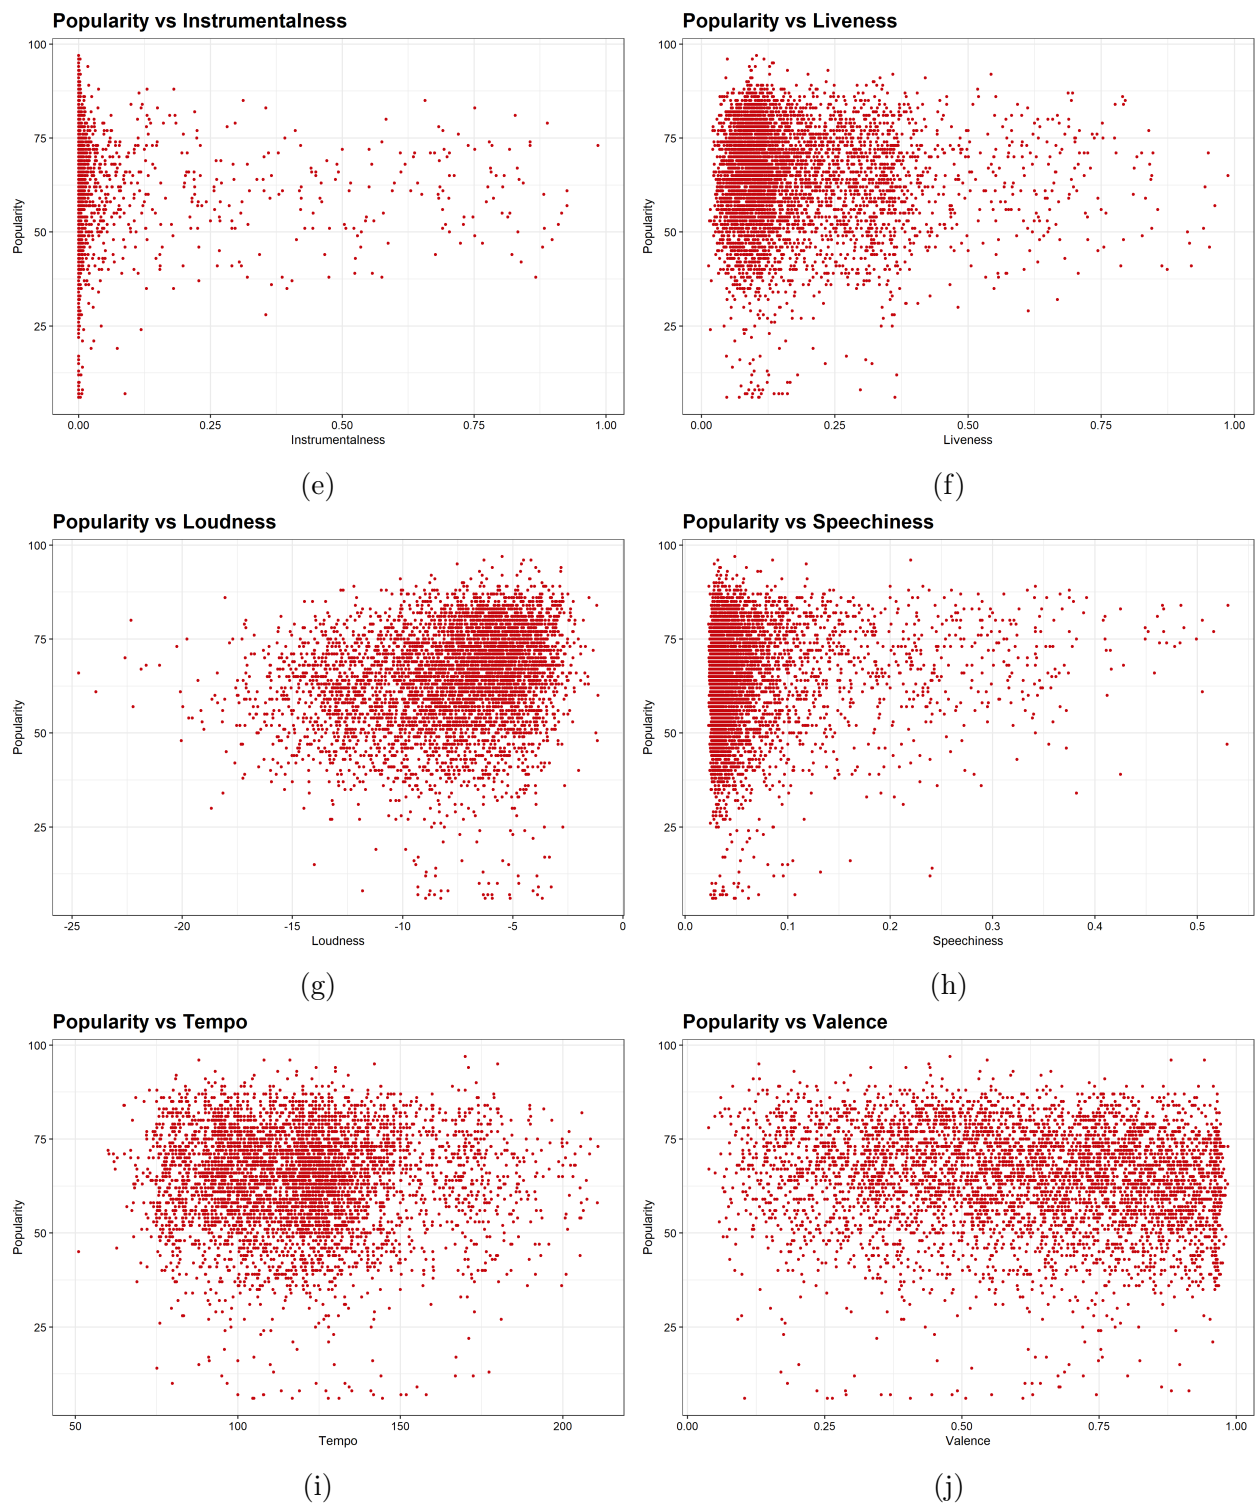 Popularity vs Instrumentalness
100
75
50
25
Popularity
0.00 0.25 0.50 0.75 1.00
Instrumentalness
(e)
Popularity vs Liveness
100
75
50
25
Popularity
0.00 0.25 0.50 0.75 1.00
Liveness
(f)
Popularity vs Loudness
100
75
50
25
Popularity
-25 -20 -15 -10 -5 0
Loudness
(g)
Popularity vs Speechiness
100
75
50
25
Popularity
0.0 0.1 0.2 0.3 0.4 0.5
Speechiness
(h)
Popularity vs Tempo
100
75
50
25
Popularity
50 100 150 200
Tempo
(i)
Popularity vs Valence
100
75
50
25
Popularity
0.00 0.25 0.50 0.75 1.00
Valence
(j)